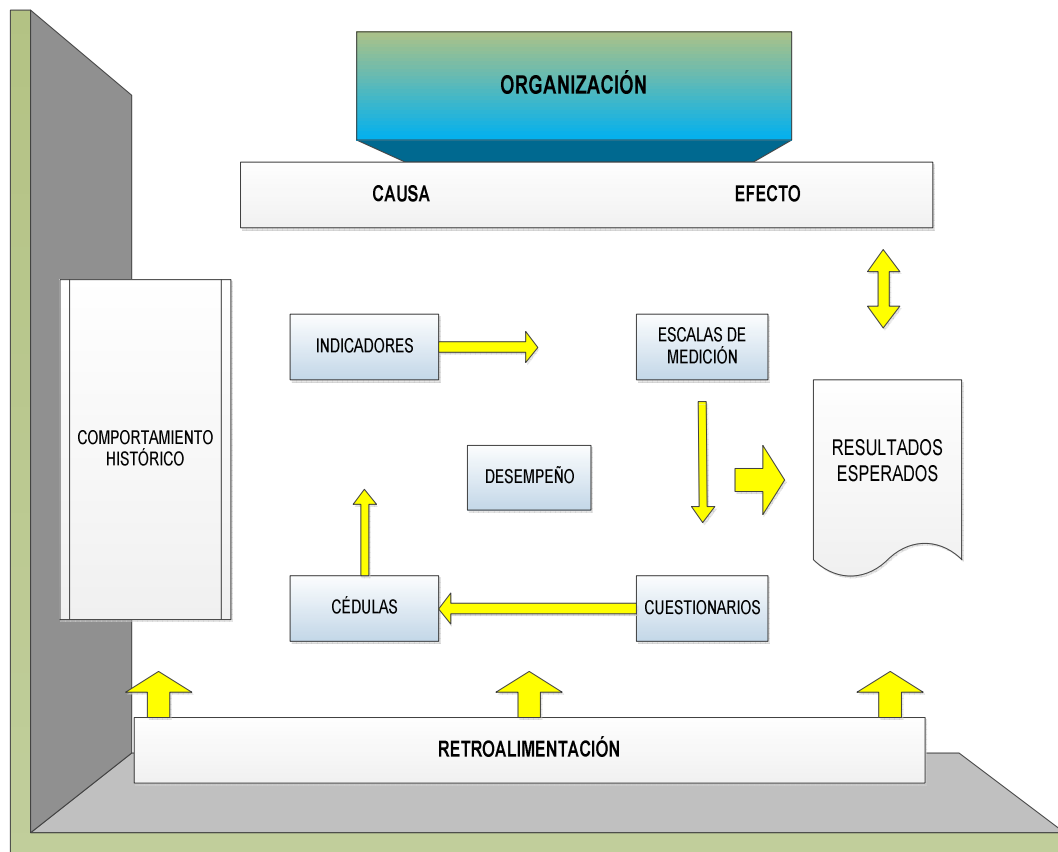 ORGANIZACIÓN
CAUSA
EFECTO
INDICADORES
ESCALAS DE
MEDICIÓN
COMPORTAMIENTO
HISTÓRICO
DESEMPEÑO
RESULTADOS
ESPERADOS
CÉDULAS
CUESTIONARIOS
RETROALIMENTACIÓN